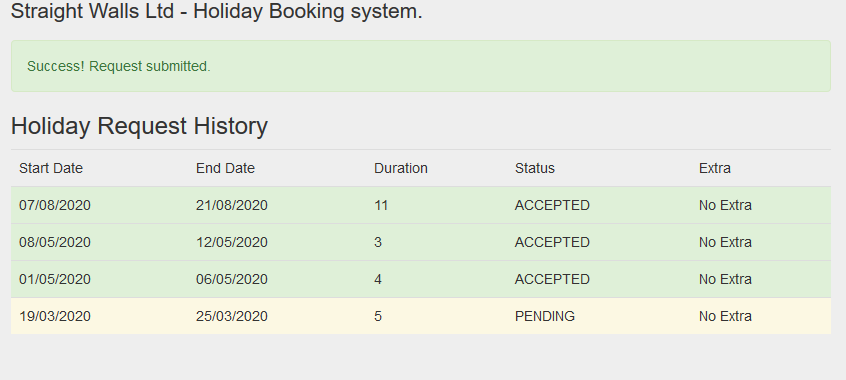 Straight Walls Ltd - Holiday Booking system.
Success! Request submitted.
Holiday Request History
Start Date End Date Duration Status Extra
07/08/2020 21/08/2020 11 ACCEPTED No Extra
08/05/2020 12/05/2020 3 ACCEPTED No Extra
01/05/2020 06/05/2020 4 ACCEPTED No Extra
19/03/2020 25/03/2020 5 PENDING No Extra